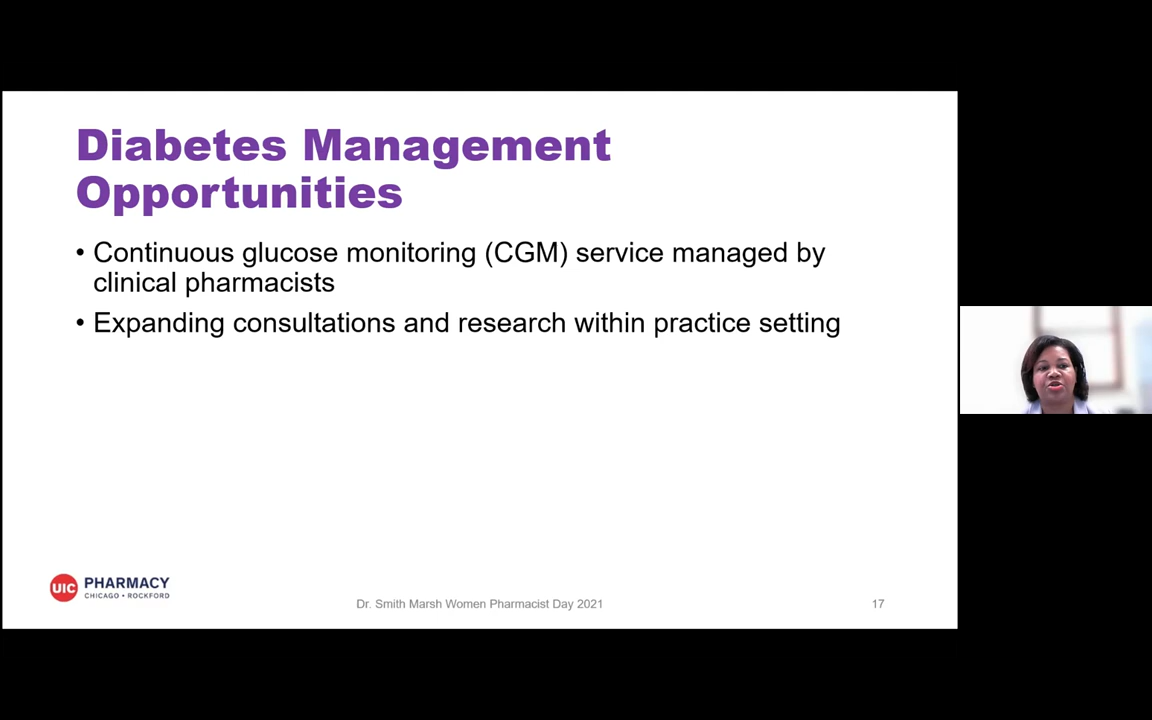 Diabetes Management
Opportunities
• Continuous glucose monitoring (CGM) service managed by
clinical pharmacists
• Expanding consultations and research within practice setting
UIC PHARMACY
CHICAGO • ROCKFORD
Dr. Smith Marsh Women Pharmacist Day 2021
17